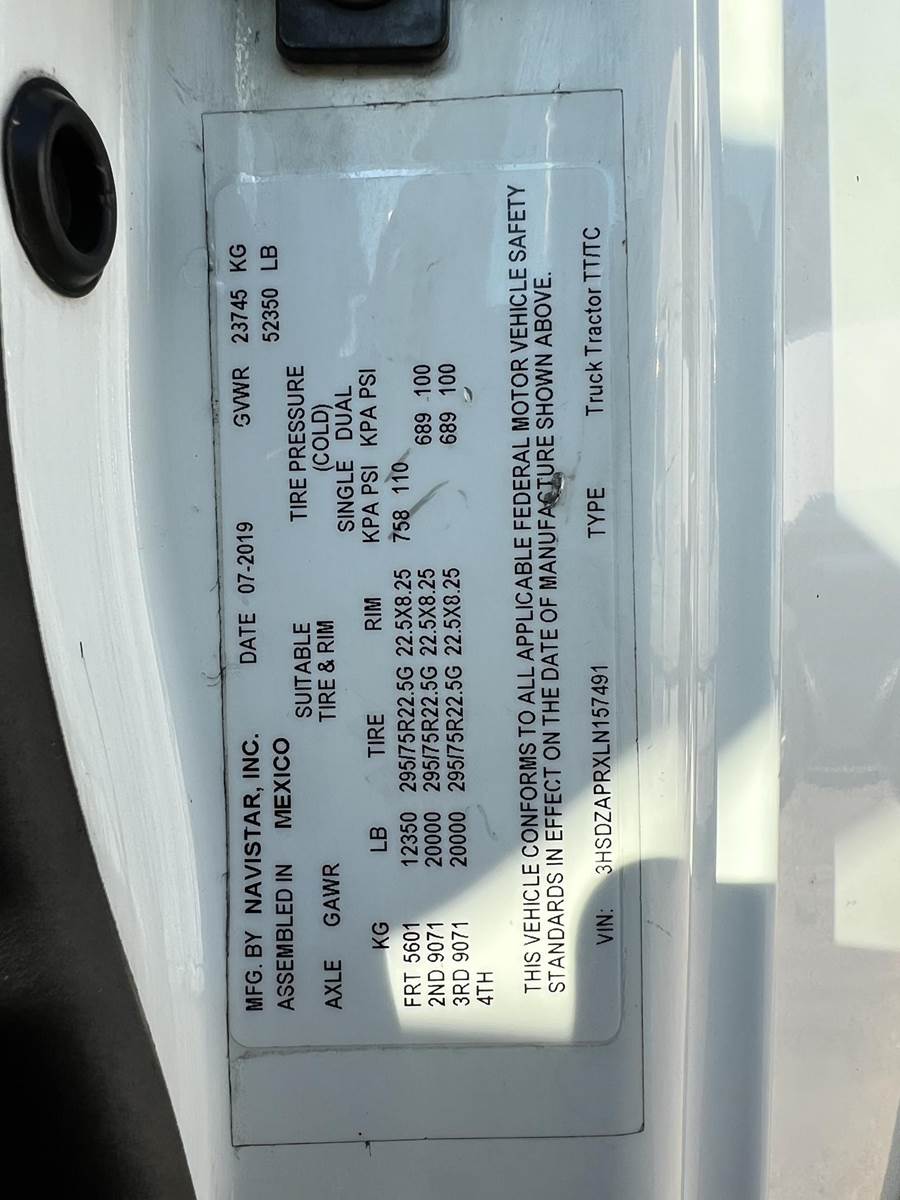 MFG. BY NAVISTAR, INC. DATE 07-2019 GVWR 23745 KG
ASSEMBLED IN MEXICO 52350 LB
SUITABLE TIRE PRESSURE
AXLE GAWR TIRE & RIM (COLD)
SINGLE DUAL
KG LB TIRE RIM KPA PSI KPA PSI
FRT 5601 12350 295/75R22.5G 22.5X8.25 758 110
2ND 9071 20000 295/75R22.5G 22.5X8.25 689 100
3RD 9071 20000 295/75R22.5G 22.5X8.25 689 100
4TH
THIS VEHICLE CONFORMS TO ALL APPLICABLE FEDERAL MOTOR VEHICLE SAFETY
STANDARDS IN EFFECT ON THE DATE OF MANUFACTURE SHOWN ABOVE.
VIN: 3HSDZAPRXLN157491 TYPE Truck Tractor TT/TC